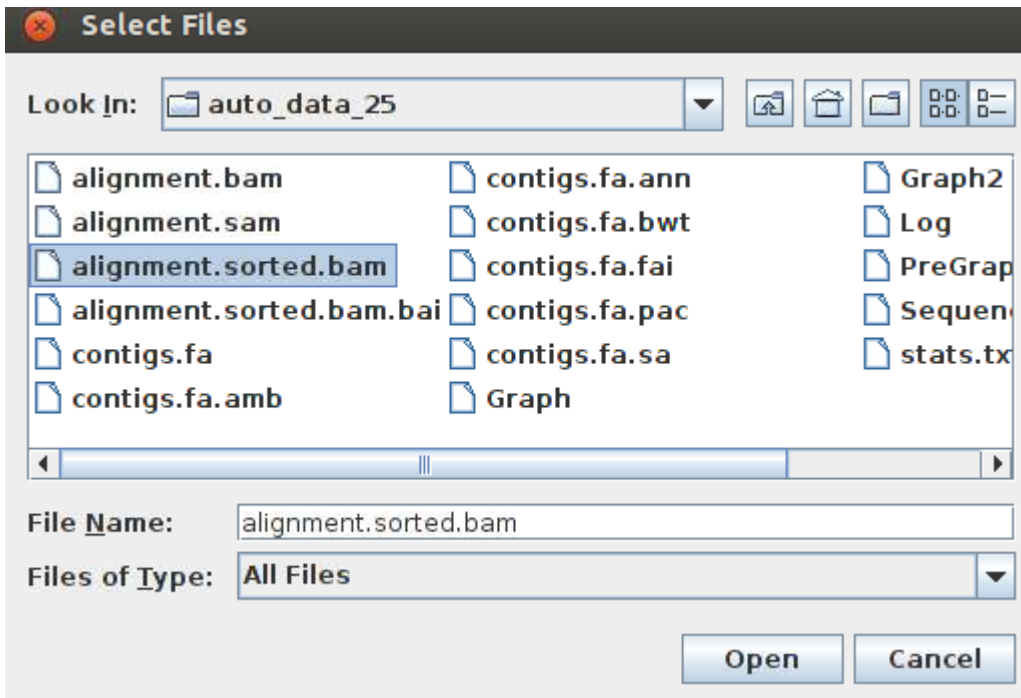 Select Files
Look In: auto_data_25
alignment.bam contigs.fa.ann Graph2
alignment.sam contigs.fa.bwt Log
alignment.sorted.bam contigs.fa.fai PreGrap
alignment.sorted.bam.bai contigs.fa.pac Sequen
contigs.fa contigs.fa.sa stats.tx
contigs.fa.amb Graph
File Name: alignment.sorted.bam
Files of Type: All Files
Open Cancel